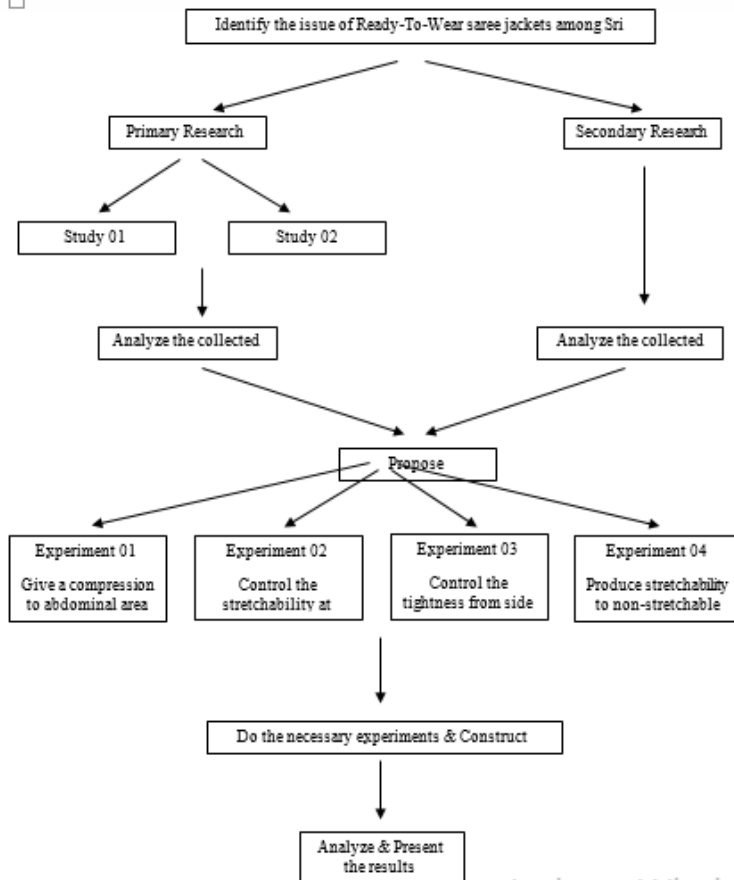 Identify the issue of Ready-To-Wear saree jackets among Sri
Primary Research
Secondary Research
Study 01
Study 02
Analyze the collected
Analyze the collected
Propose
Experiment 01
Give a compression
to abdominal area
Experiment 02
Control the
stretchability at
Experiment 03
Control the
tightness from side
Experiment 04
Produce stretchability
to non-stretchable
Do the necessary experiments & Construct
Analyze & Present
the results